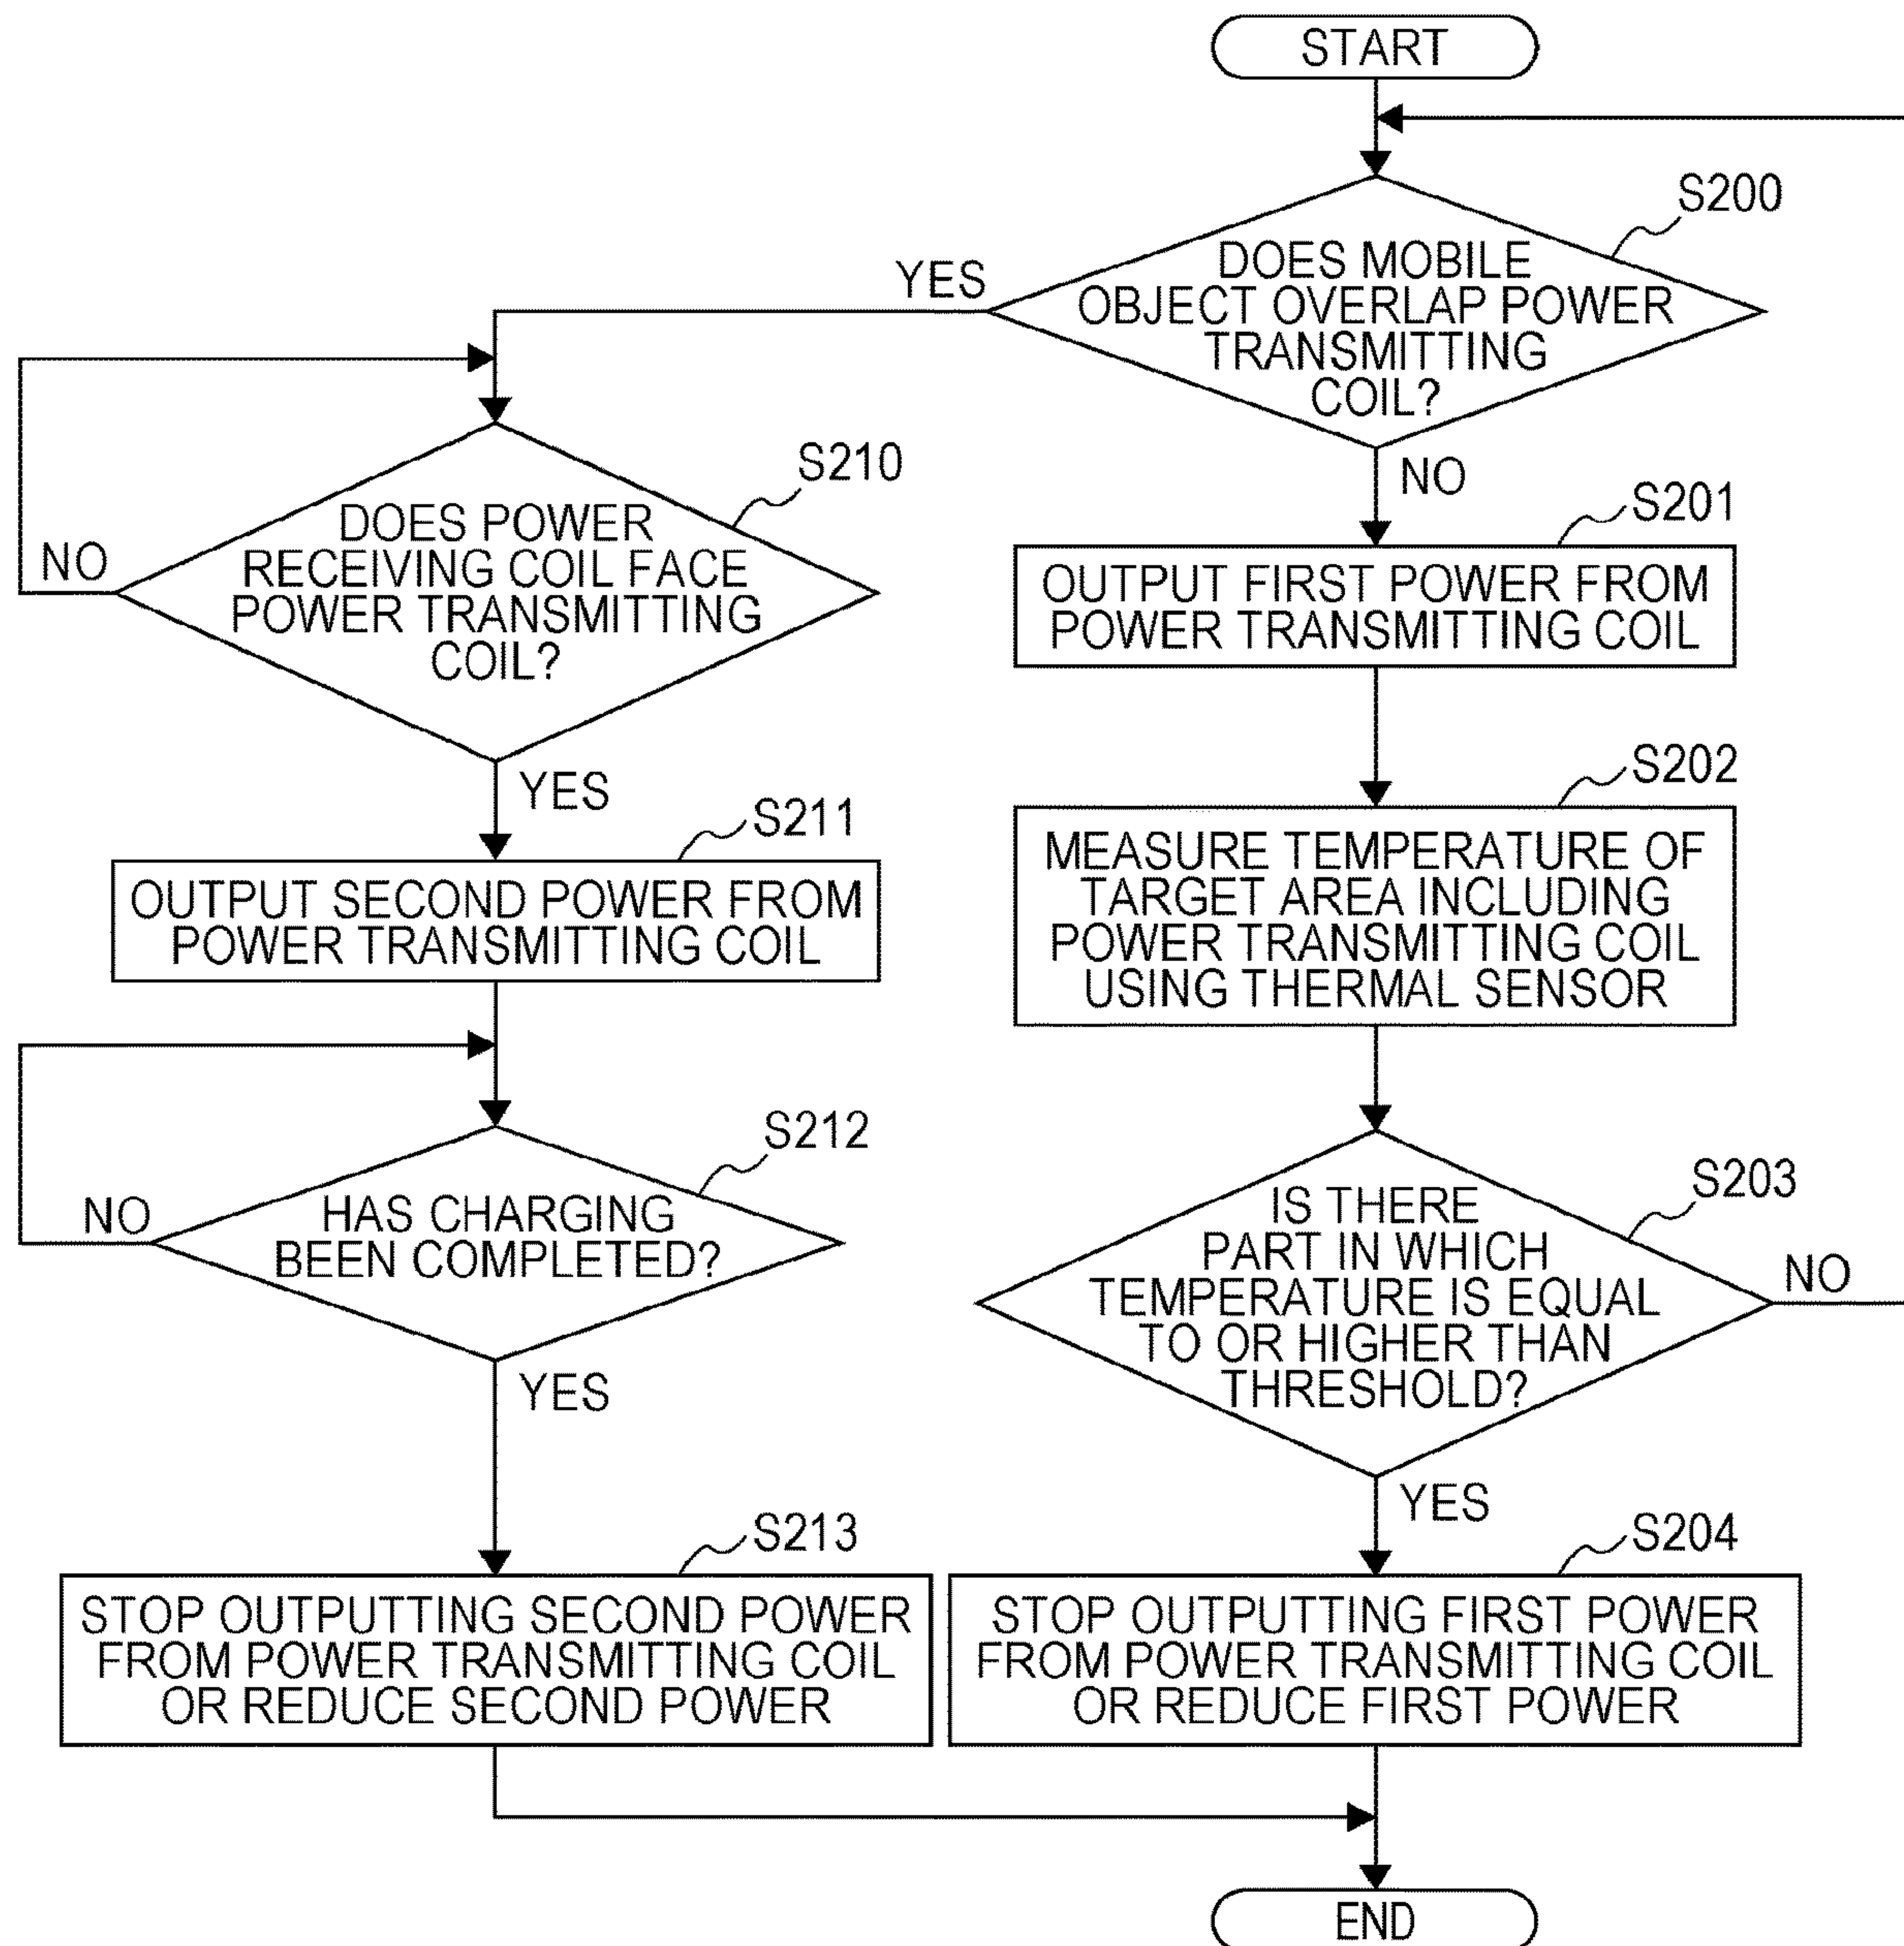 START
S200
DOES MOBILE
OBJECT OVERLAP POWER
TRANSMITTING
COIL?
YES
NO
S210
DOES POWER
RECEIVING COIL FACE
POWER TRANSMITTING
COIL?
NO
YES
S201
OUTPUT FIRST POWER FROM
POWER TRANSMITTING COIL
S202
MEASURE TEMPERATURE OF
TARGET AREA INCLUDING
POWER TRANSMITTING COIL
USING THERMAL SENSOR
S211
OUTPUT SECOND POWER FROM
POWER TRANSMITTING COIL
S212
HAS CHARGING
BEEN COMPLETED?
NO
YES
S203
IS THERE
PART IN WHICH
TEMPERATURE IS EQUAL
TO OR HIGHER THAN
THRESHOLD?
NO
YES
S213
STOP OUTPUTTING SECOND POWER
FROM POWER TRANSMITTING COIL
OR REDUCE SECOND POWER
S204
STOP OUTPUTTING FIRST POWER
FROM POWER TRANSMITTING COIL
OR REDUCE FIRST POWER
END